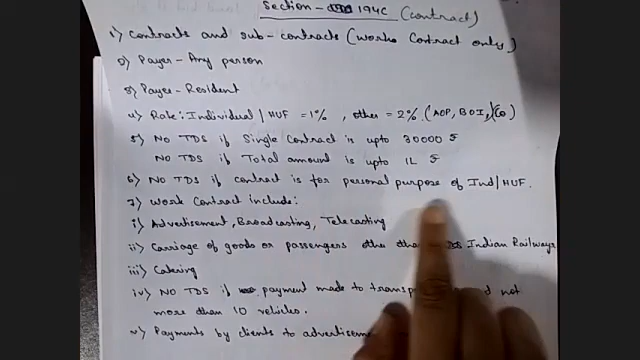 Section - 194C (Contract)
1) Contracts and sub-contracts (Works Contract only)
2) Payer - Any person
3) Payee - Resident
4) Rate: Individual / HUF = 1% , other = 2% (AOP, BOI, Co)
5) NO TDS if Single Contract is upto 30000 ₹
NO TDS if Total amount is upto 1L ₹
6) NO TDS if contract is for personal purpose of Ind/HUF.
7) Work Contract include:
i) Advertisement, Broadcasting, Telecasting
ii) Carriage of goods or passengers other than Indian Railways
iii) Catering
iv) NO TDS if payment made to not
more than 10 vehicles.
v) Payments by clients to